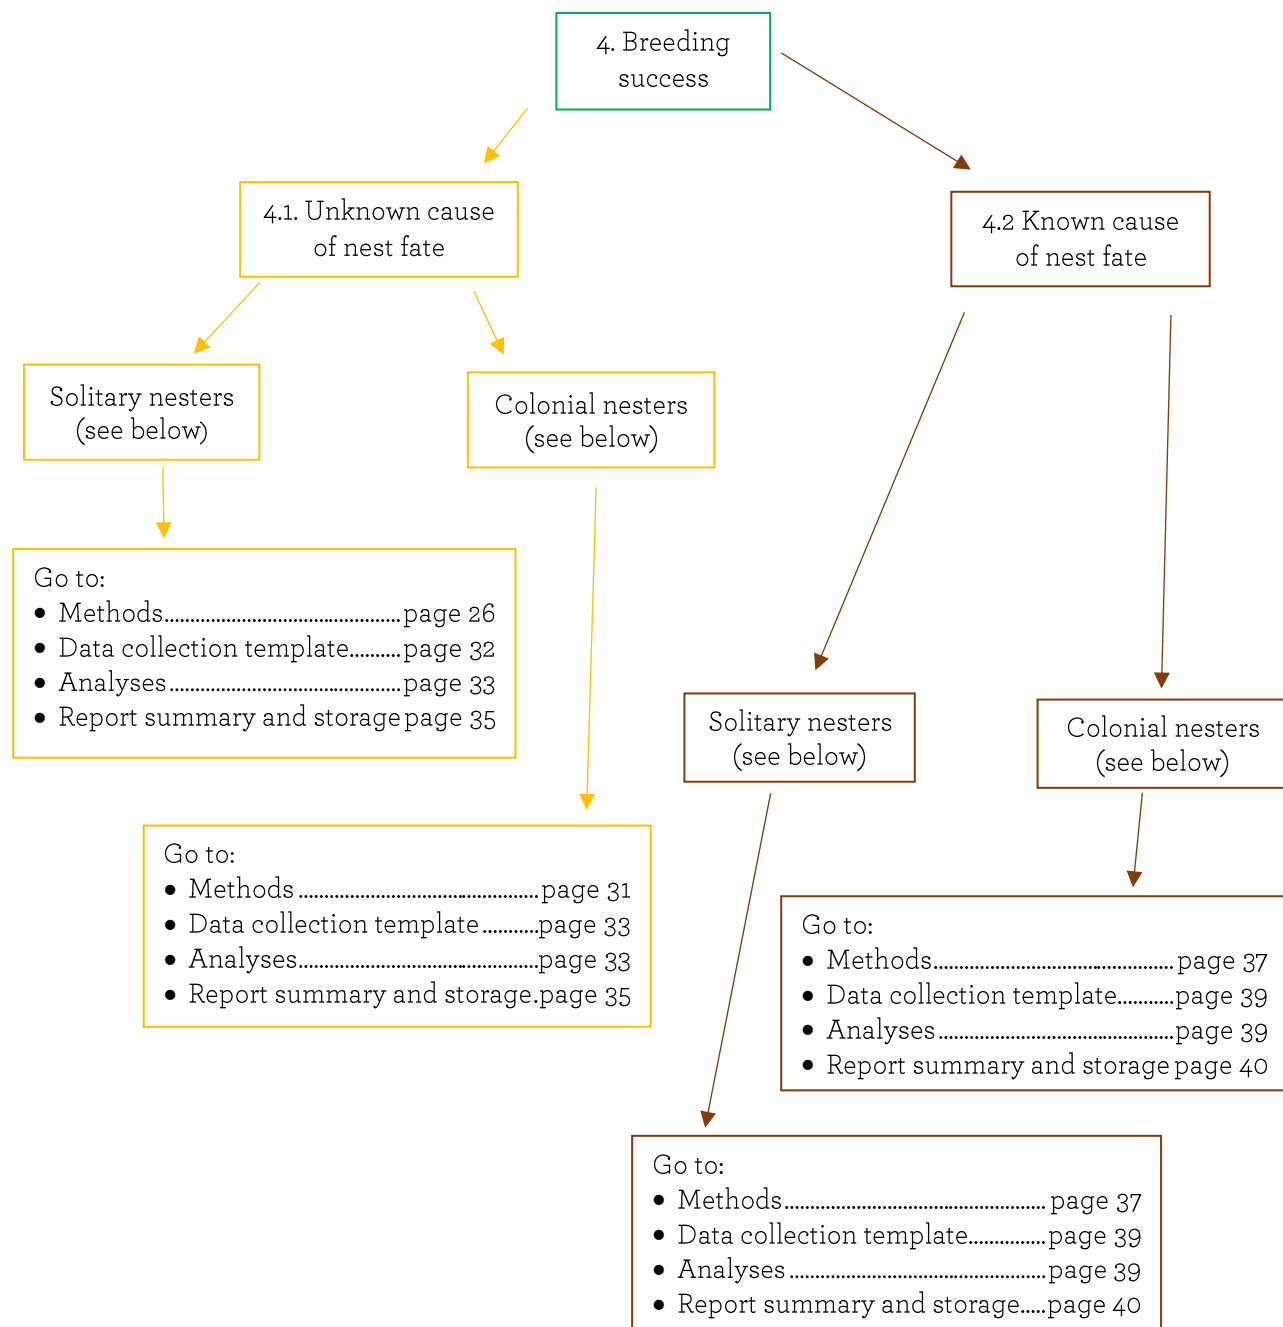 4. Breeding
success
4.1. Unknown cause
of nest fate
4.2 Known cause
of nest fate
Solitary nesters
(see below)
Colonial nesters
(see below)
Go to:
• Methods..............................................page 26
• Data collection template..........page 32
• Analyses.............................................page 33
• Report summary and storage page 35
Solitary nesters
(see below)
Colonial nesters
(see below)
Go to:
• Methods...............................................page 31
• Data collection template...........page 33
• Analyses...............................................page 33
• Report summary and storage.page 35
Go to:
• Methods............................................... page 37
• Data collection template...........page 39
• Analyses..............................................page 39
• Report summary and storage page 40
Go to:
• Methods................................................... page 37
• Data collection template...............page 39
• Analyses..................................................page 39
• Report summary and storage.....page 40